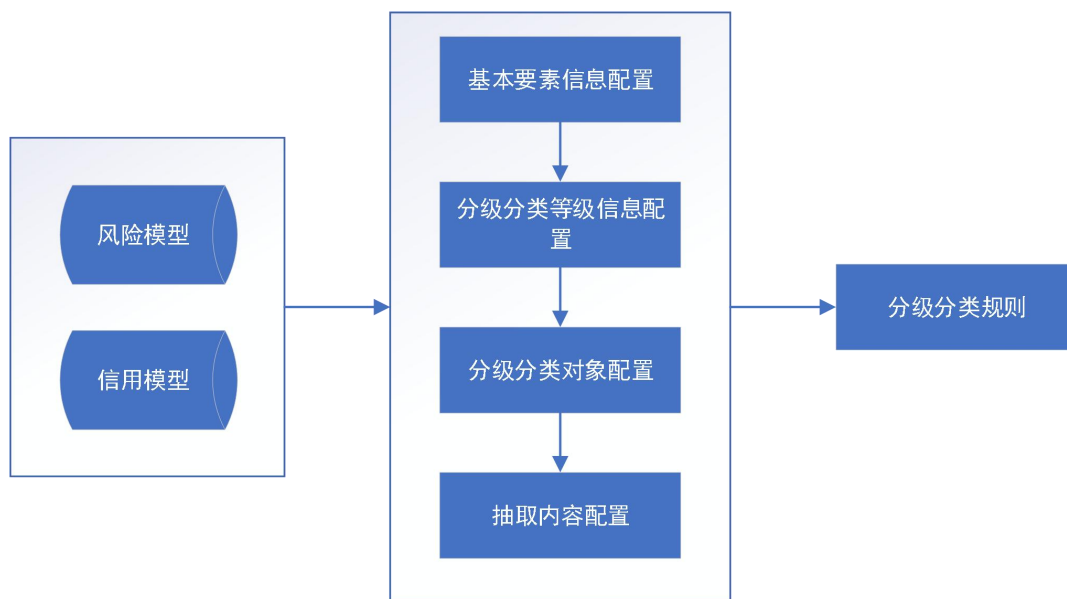 风险模型
信用模型
基本要素信息配置
分级分类等级信息配
置
分级分类对象配置
抽取内容配置
分级分类规则